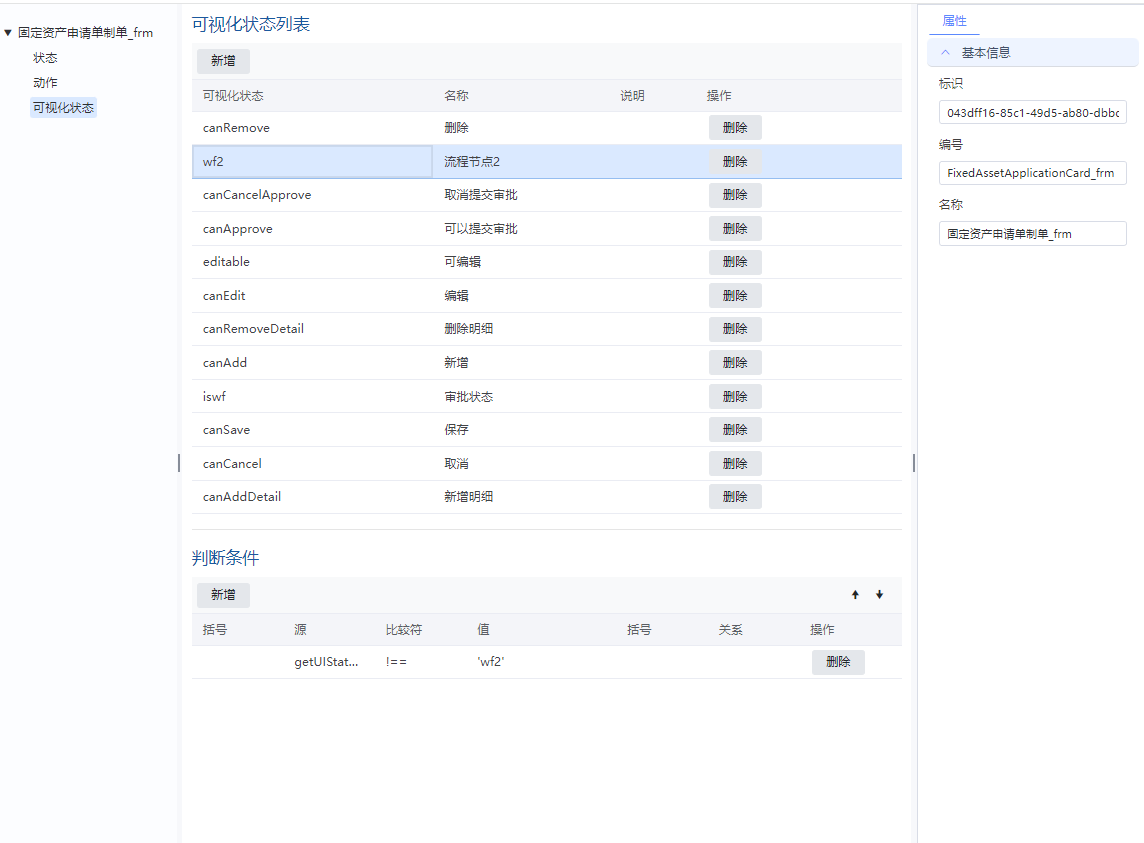 固定资产申请单制单_frm
状态
动作
可视化状态
可视化状态列表
新增
可视化状态 名称 说明 操作
canRemove 删除 删除
wf2 流程节点2 删除
canCancelApprove 取消提交审批 删除
canApprove 可以提交审批 删除
editable 可编辑 删除
canEdit 编辑 删除
canRemoveDetail 删除明细 删除
canAdd 新增 删除
iswf 审批状态 删除
canSave 保存 删除
canCancel 取消 删除
canAddDetail 新增明细 删除
判断条件
新增
括号 源 比较符 值 括号 关系 操作
getUIStat... !== 'wf2' 删除
属性
基本信息
标识
043dff16-85c1-49d5-ab80-dbbc
编号
FixedAssetApplicationCard_frm
名称
固定资产申请单制单_frm